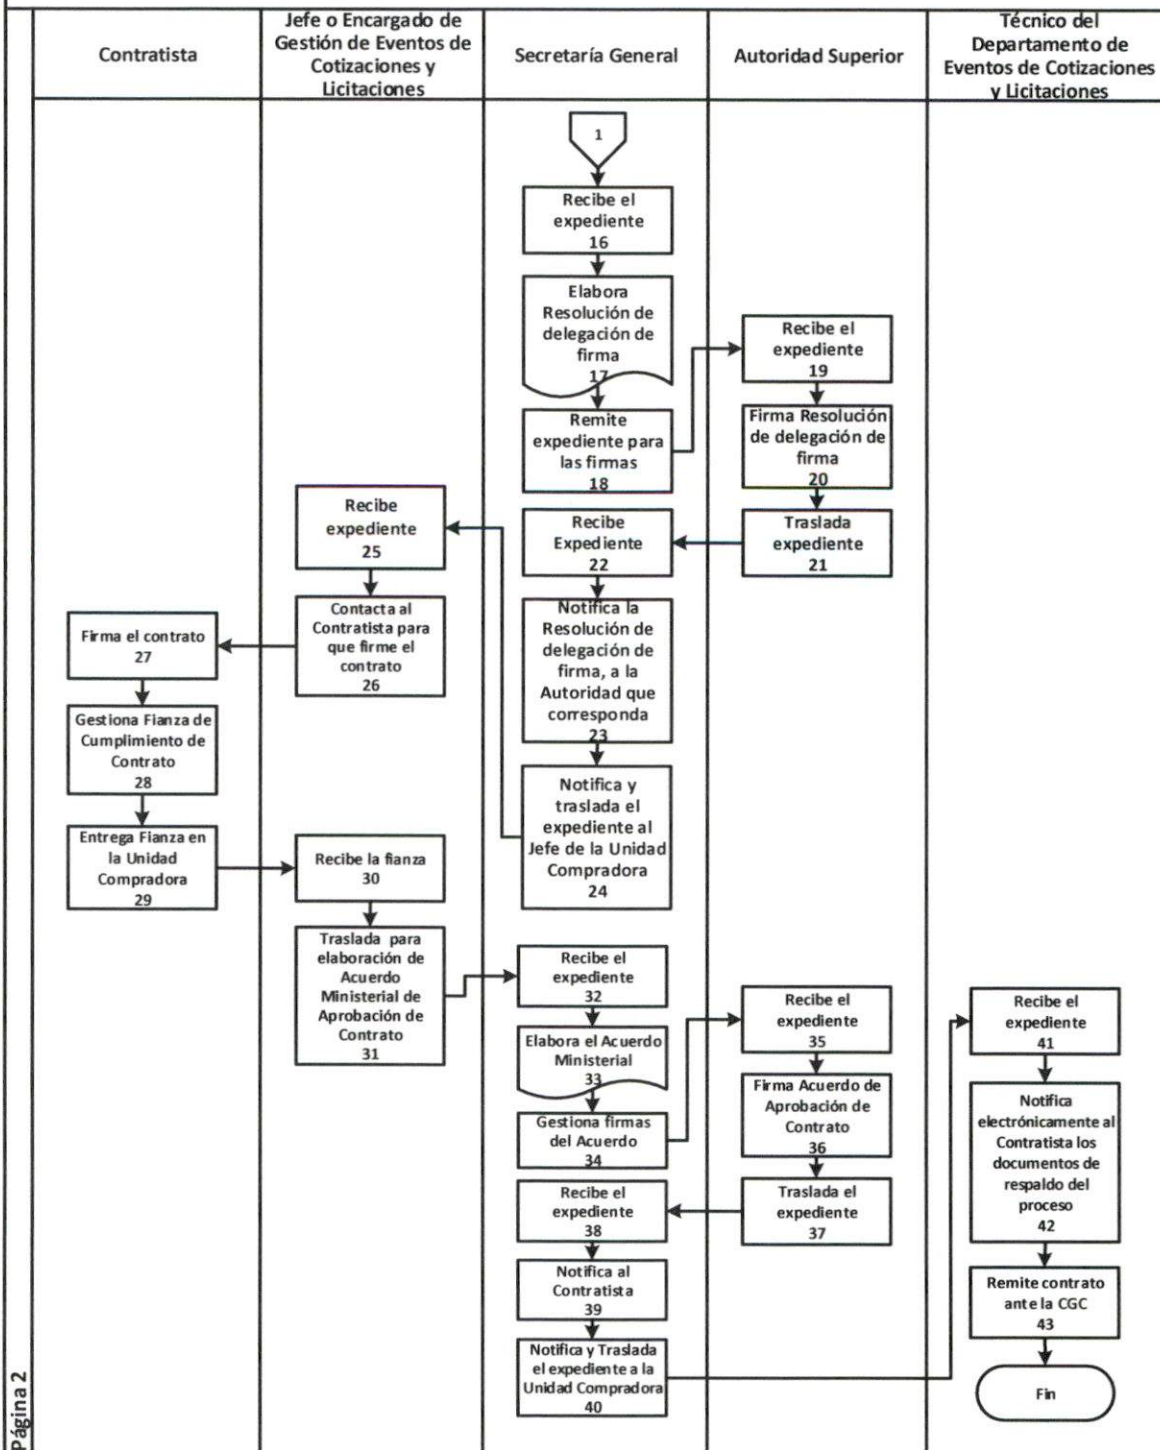 Contratista
Jefe o Encargado de
Gestión de Eventos de
Cotizaciones y
Licitaciones
Secretaría General
Autoridad Superior
Técnico del
Departamento de
Eventos de Cotizaciones
y Licitaciones
1
Recibe el
expediente
16
Elabora
Resolución de
delegación de
firma
17
Remite
expediente para
las firmas
18
Recibe el
expediente
19
Firma Resolución
de delegación de
firma
20
Traslada
expediente
21
Recibe
Expediente
22
Notifica la
Resolución de
delegación de
firma, a la
Autoridad que
corresponda
23
Notifica y
traslada el
expediente al
Jefe de la Unidad
Compradora
24
Recibe
expediente
25
Contacta al
Contratista para
que firme el
contrato
26
Firma el contrato
27
Gestiona Fianza de
Cumplimiento de
Contrato
28
Entrega Fianza en
la Unidad
Compradora
29
Recibe la fianza
30
Traslada para
elaboración de
Acuerdo
Ministerial de
Aprobación de
Contrato
31
Recibe el
expediente
32
Elabora el Acuerdo
Ministerial
33
Gestiona firmas
del Acuerdo
34
Recibe el
expediente
35
Firma Acuerdo de
Aprobación de
Contrato
36
Traslada el
expediente
37
Recibe el
expediente
38
Notifica al
Contratista
39
Notifica y Traslada
el expediente a la
Unidad Compradora
40
Recibe el
expediente
41
Notifica
electrónicamente al
Contratista los
documentos de
respaldo del
proceso
42
Remite contrato
ante la CGC
43
Fin
Página 2